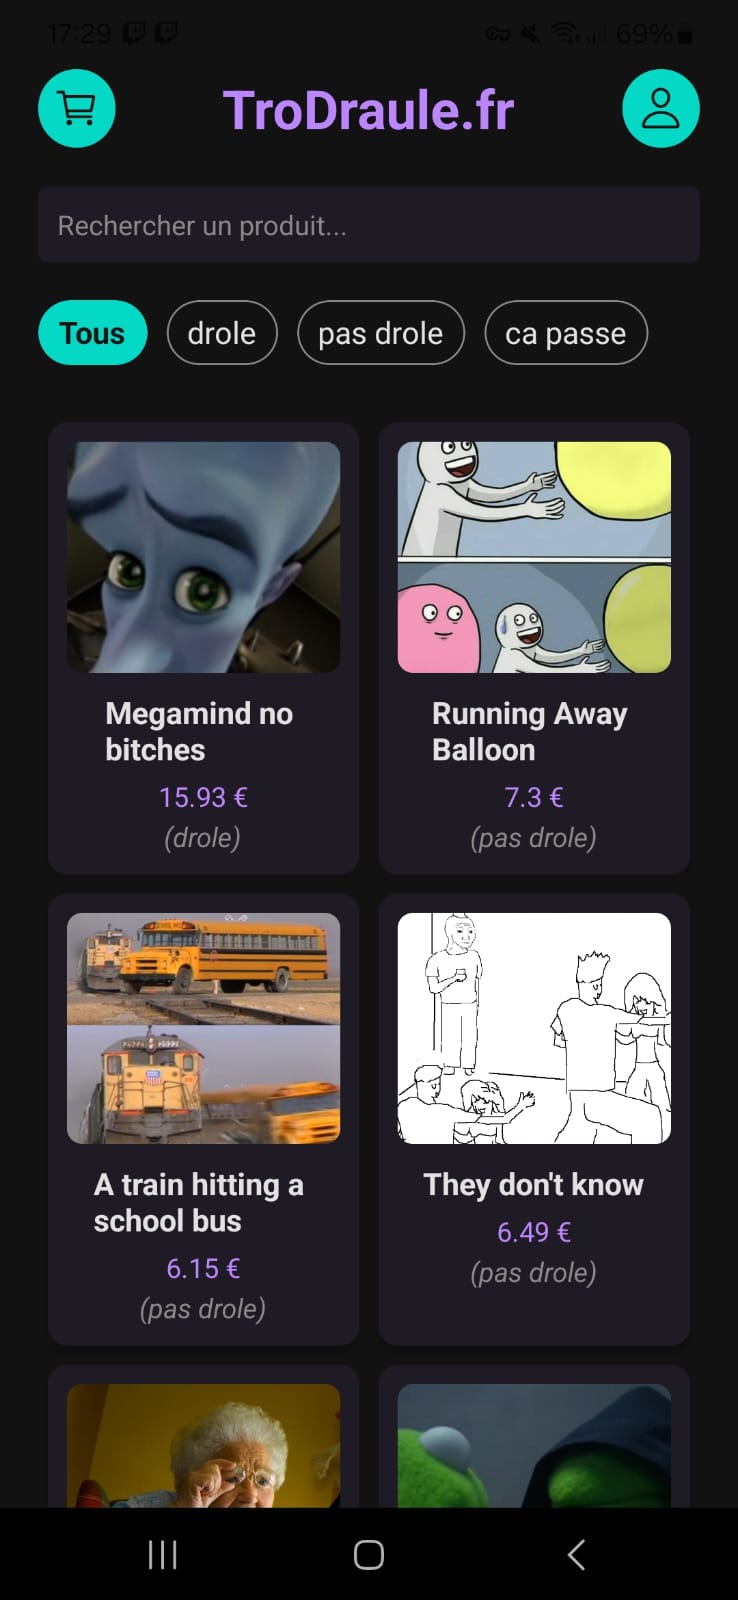 17:29 69%
TroDraule.fr
Rechercher un produit...
Tous drole pas drole ca passe
Megamind no
bitches
15.93 €
(drole)
Running Away
Balloon
7.3 €
(pas drole)
A train hitting a
school bus
6.15 €
(pas drole)
They don't know
6.49 €
(pas drole)